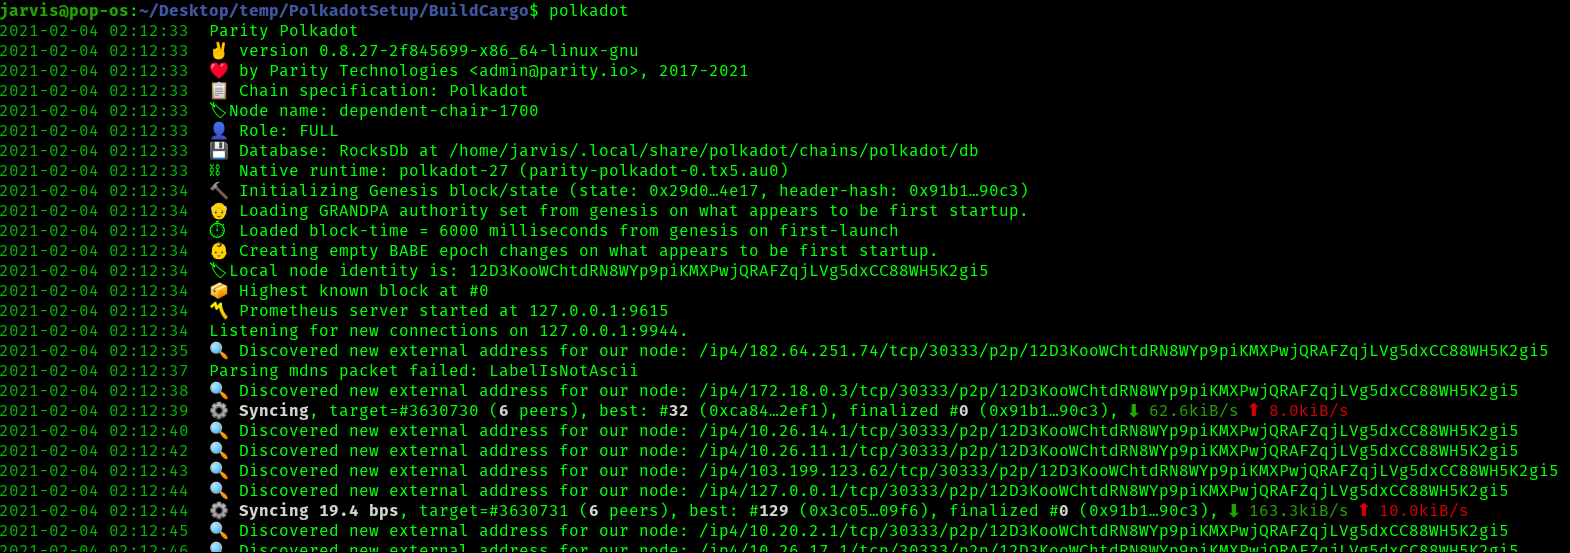 jarvis@pop-os:~/Desktop/temp/PolkadotSetup/BuildCargo$ polkadot
2021-02-04 02:12:33 Parity Polkadot
2021-02-04 02:12:33 ✌️ version 0.8.27-2f845699-x86_64-linux-gnu
2021-02-04 02:12:33 ❤️ by Parity Technologies <admin@parity.io>, 2017-2021
2021-02-04 02:12:33 📋 Chain specification: Polkadot
2021-02-04 02:12:33 🏷 Node name: dependent-chair-1700
2021-02-04 02:12:33 👤 Role: FULL
2021-02-04 02:12:33 💾 Database: RocksDb at /home/jarvis/.local/share/polkadot/chains/polkadot/db
2021-02-04 02:12:33 ⛓ Native runtime: polkadot-27 (parity-polkadot-0.tx5.au0)
2021-02-04 02:12:34 🔨 Initializing Genesis block/state (state: 0x29d0…4e17, header-hash: 0x91b1…90c3)
2021-02-04 02:12:34 👴 Loading GRANDPA authority set from genesis on what appears to be first startup.
2021-02-04 02:12:34 ⏱ Loaded block-time = 6000 milliseconds from genesis on first-launch
2021-02-04 02:12:34 👶 Creating empty BABE epoch changes on what appears to be first startup.
2021-02-04 02:12:34 🏷 Local node identity is: 12D3KooWChtdRN8WYp9piKMXPwjQRAFZqjLVg5dxCC88WH5K2gi5
2021-02-04 02:12:34 📦 Highest known block at #0
2021-02-04 02:12:34 〽️ Prometheus server started at 127.0.0.1:9615
2021-02-04 02:12:34 Listening for new connections on 127.0.0.1:9944.
2021-02-04 02:12:35 🔍 Discovered new external address for our node: /ip4/182.64.251.74/tcp/30333/p2p/12D3KooWChtdRN8WYp9piKMXPwjQRAFZqjLVg5dxCC88WH5K2gi5
2021-02-04 02:12:37 Parsing mdns packet failed: LabelIsNotAscii
2021-02-04 02:12:38 🔍 Discovered new external address for our node: /ip4/172.18.0.3/tcp/30333/p2p/12D3KooWChtdRN8WYp9piKMXPwjQRAFZqjLVg5dxCC88WH5K2gi5
2021-02-04 02:12:39 ⚙️ Syncing, target=#3630730 (6 peers), best: #32 (0xca84…2ef1), finalized #0 (0x91b1…90c3), ⬇ 62.6kiB/s ⬆ 8.0kiB/s
2021-02-04 02:12:40 🔍 Discovered new external address for our node: /ip4/10.26.14.1/tcp/30333/p2p/12D3KooWChtdRN8WYp9piKMXPwjQRAFZqjLVg5dxCC88WH5K2gi5
2021-02-04 02:12:42 🔍 Discovered new external address for our node: /ip4/10.26.11.1/tcp/30333/p2p/12D3KooWChtdRN8WYp9piKMXPwjQRAFZqjLVg5dxCC88WH5K2gi5
2021-02-04 02:12:43 🔍 Discovered new external address for our node: /ip4/103.199.123.62/tcp/30333/p2p/12D3KooWChtdRN8WYp9piKMXPwjQRAFZqjLVg5dxCC88WH5K2gi5
2021-02-04 02:12:44 🔍 Discovered new external address for our node: /ip4/127.0.0.1/tcp/30333/p2p/12D3KooWChtdRN8WYp9piKMXPwjQRAFZqjLVg5dxCC88WH5K2gi5
2021-02-04 02:12:44 ⚙️ Syncing 19.4 bps, target=#3630731 (6 peers), best: #129 (0x3c05…09f6), finalized #0 (0x91b1…90c3), ⬇ 163.3kiB/s ⬆ 10.0kiB/s
2021-02-04 02:12:45 🔍 Discovered new external address for our node: /ip4/10.20.2.1/tcp/30333/p2p/12D3KooWChtdRN8WYp9piKMXPwjQRAFZqjLVg5dxCC88WH5K2gi5
2021-02-04 02:12:46 🔍 Discovered new external address for our node: /ip4/10.26.17.1/tcp/30333/p2p/12D3KooWChtdRN8WYp9piKMXPwjQRAFZqjLVg5dxCC88WH5K2gi5